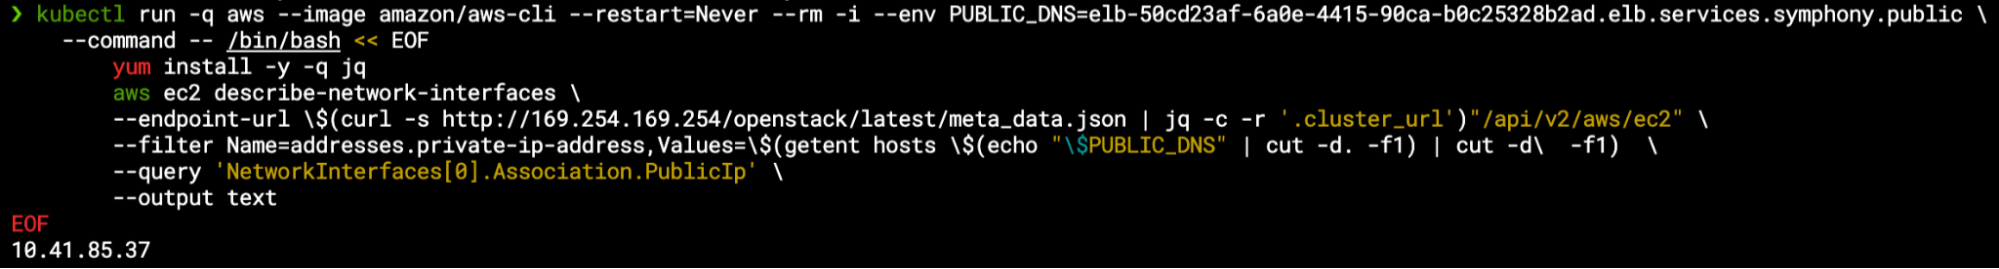 ❯ kubectl run -q aws --image amazon/aws-cli --restart=Never --rm -i --env PUBLIC_DNS=elb-50cd23af-6a0e-4415-90ca-b0c25328b2ad.elb.services.symphony.public \
--command -- /bin/bash << EOF
yum install -y -q jq
aws ec2 describe-network-interfaces \
--endpoint-url \$(curl -s http://169.254.169.254/openstack/latest/meta_data.json | jq -c -r '.cluster_url')"/api/v2/aws/ec2" \
--filter Name=addresses.private-ip-address,Values=\$(getent hosts \$(echo "\$PUBLIC_DNS" | cut -d. -f1) | cut -d\  -f1)  \
--query 'NetworkInterfaces[0].Association.PublicIp' \
--output text
EOF
10.41.85.37